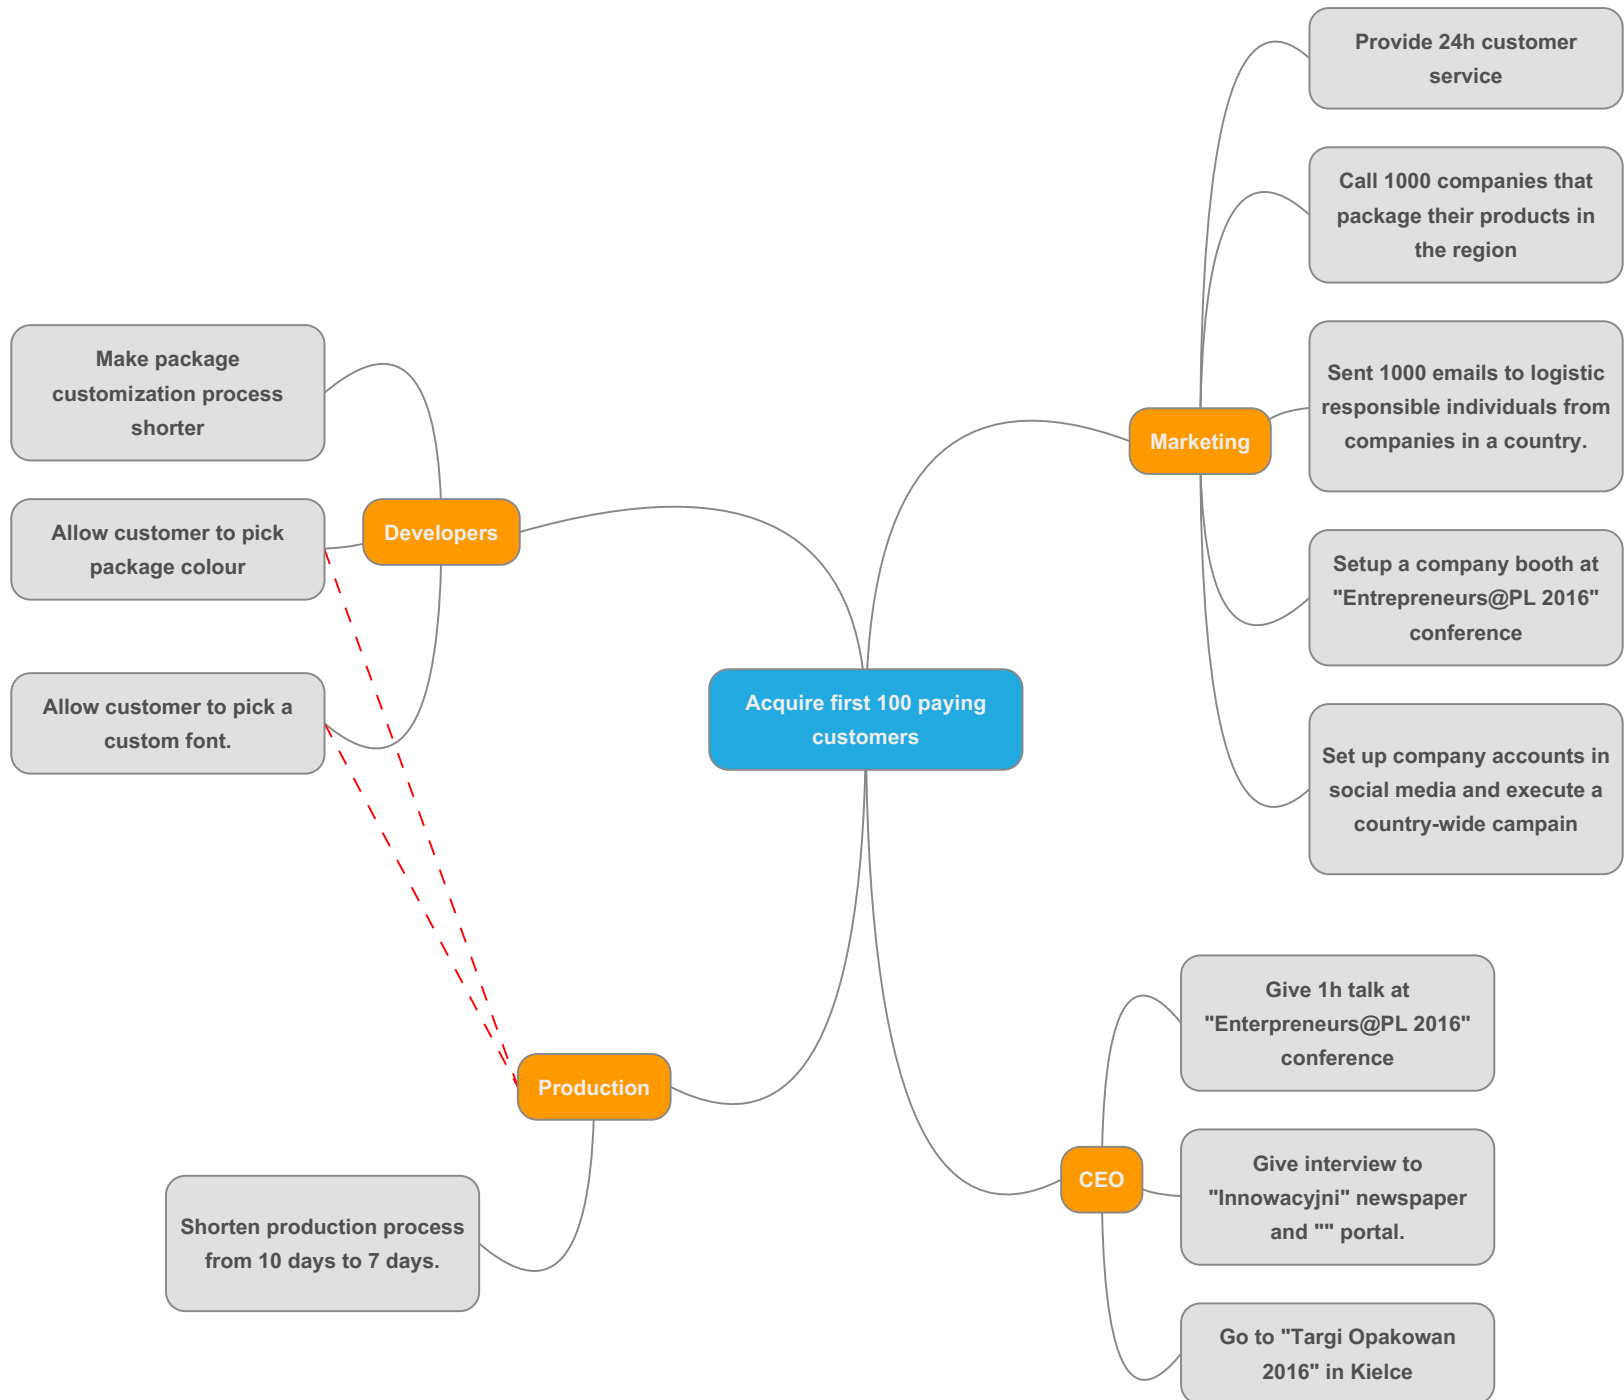 Provide 24h customer
service
Call 1000 companies that
package their products in
the region
Make package
customization process
shorter
Sent 1000 emails to logistic
responsible individuals from
companies in a country.
Marketing
Allow customer to pick
package colour
Developers
Setup a company booth at
"Entrepreneurs@PL 2016"
conference
Allow customer to pick a
custom font.
Acquire first 100 paying
customers
Set up company accounts in
social media and execute a
country-wide campain
Give 1h talk at
"Enterpreneurs@PL 2016"
conference
Production
CEO
Give interview to
"Innowacyjni" newspaper
and "" portal.
Shorten production process
from 10 days to 7 days.
Go to "Targi Opakowan
2016" in Kielce